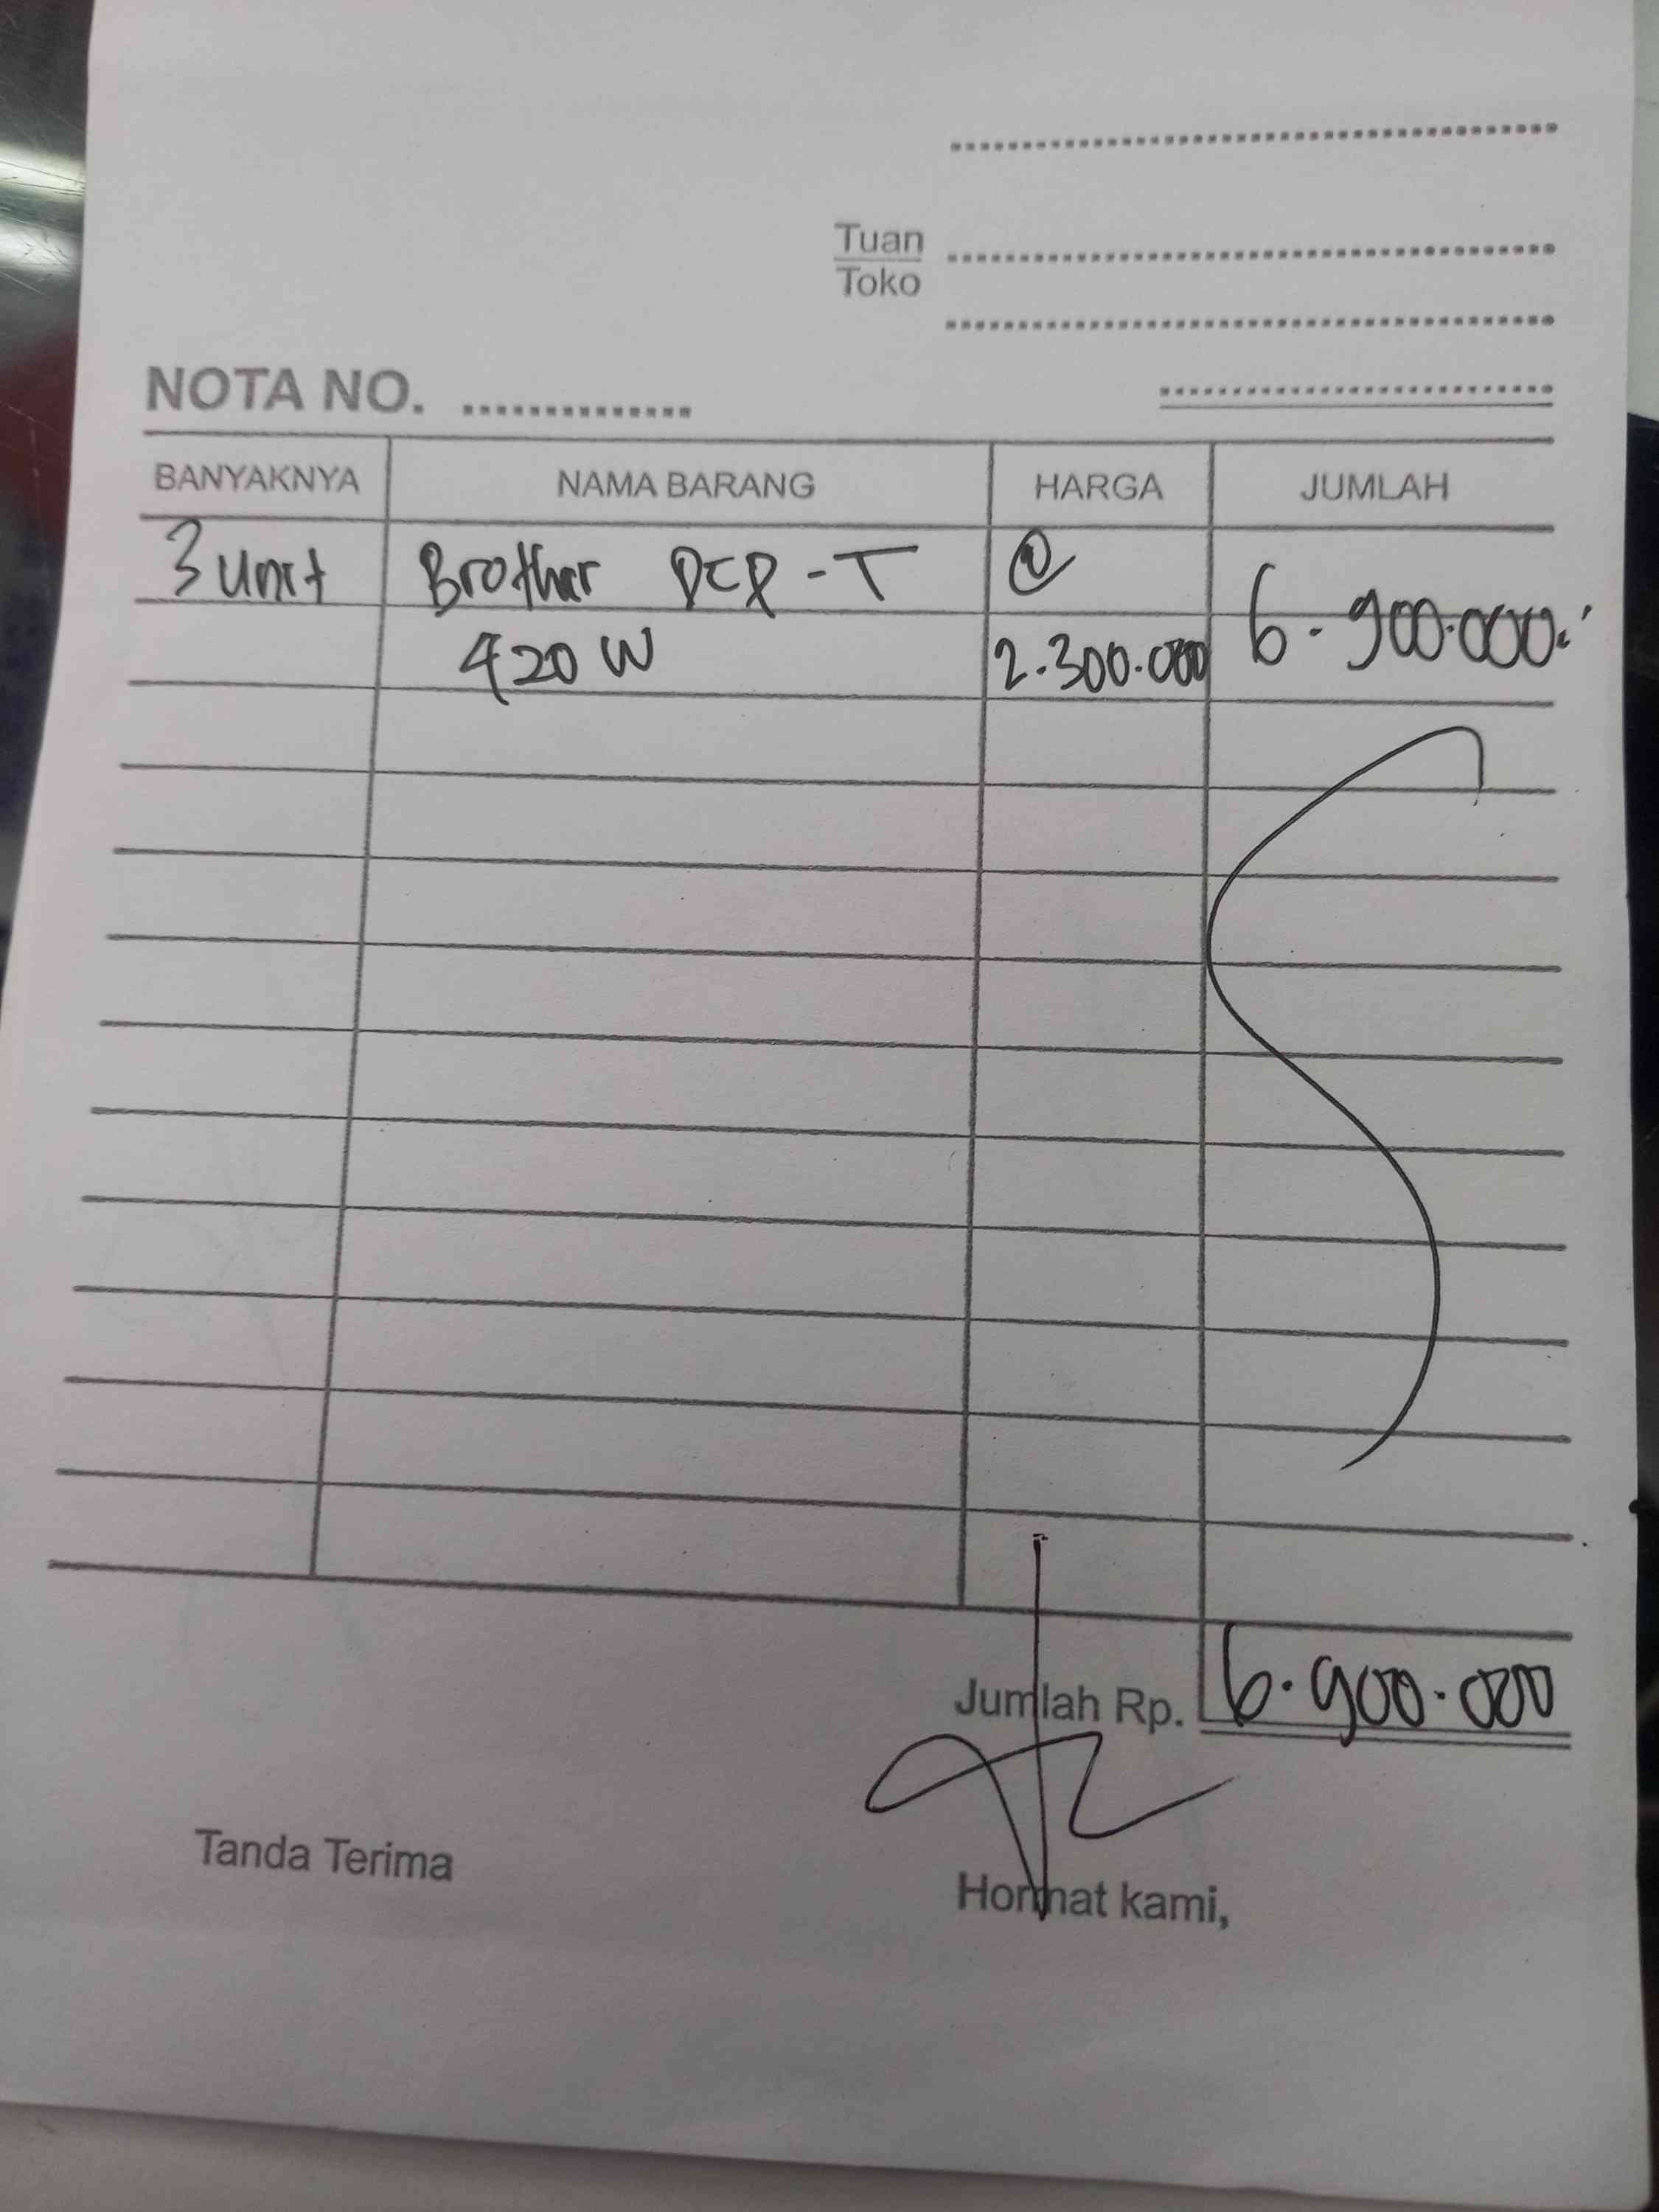 Tuan
Toko
NOTA NO. ..............
BANYAKNYA NAMA BARANG HARGA JUMLAH
3 unit Brother DCP-T @
420 W 2.300.000 6.900.000.'
Jumlah Rp. 6.900.000
Tanda Terima
Hormat kami,